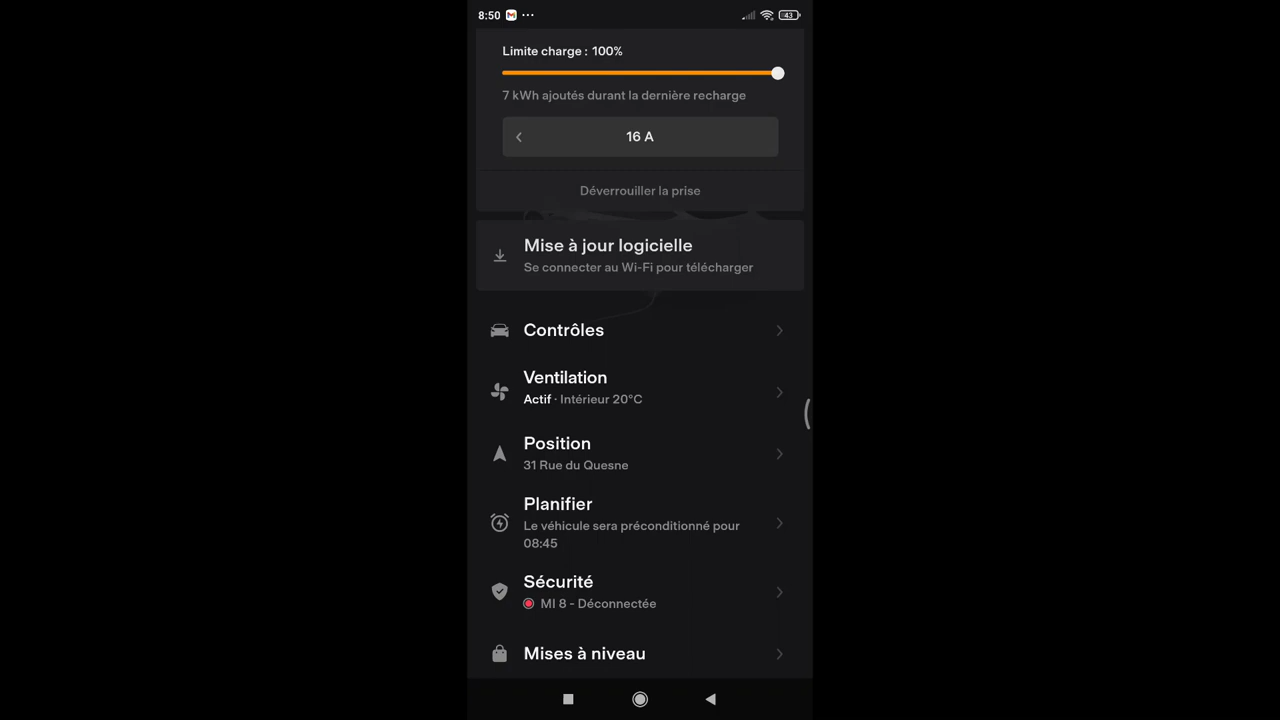 8:50
43
Limite charge : 100%
7 kWh ajoutés durant la dernière recharge
16 A
Déverrouiller la prise
Mise à jour logicielle
Se connecter au Wi-Fi pour télécharger
Contrôles
Ventilation
Actif · Intérieur 20°C
Position
31 Rue du Quesne
Planifier
Le véhicule sera préconditionné pour
08:45
Sécurité
MI 8 - Déconnectée
Mises à niveau